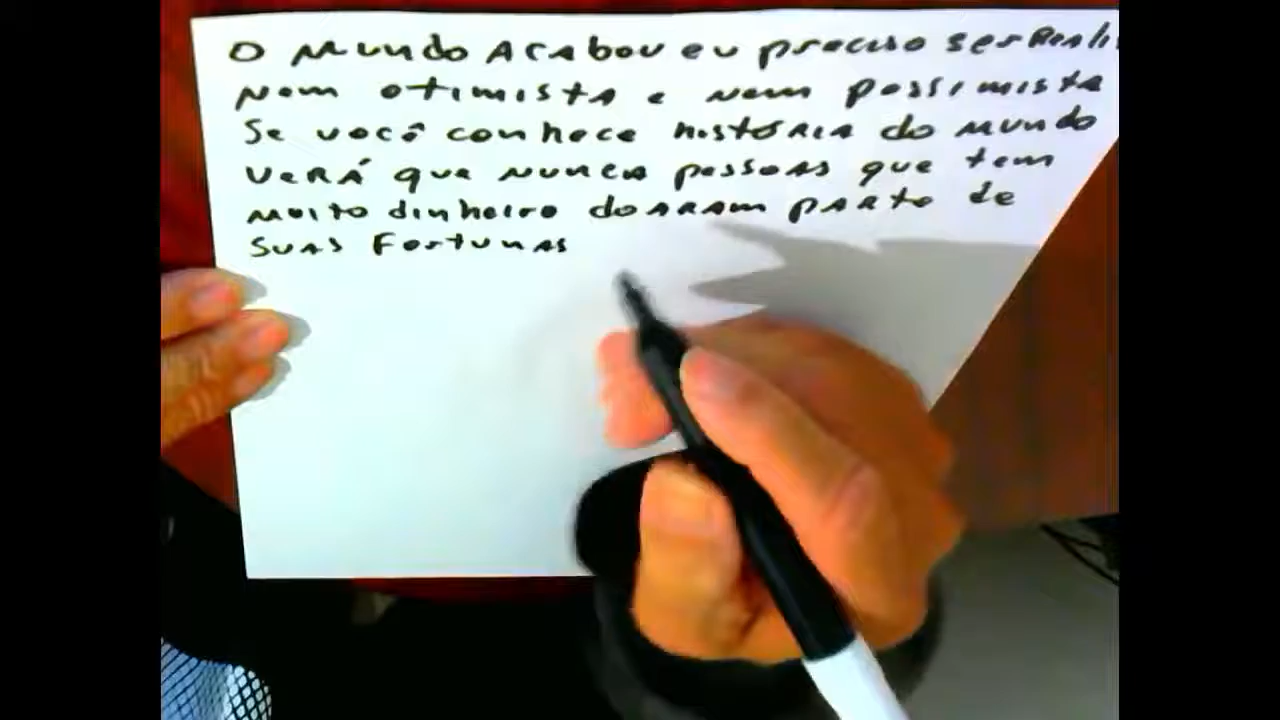 O MUNDO ACABOU eu preciso ser Reali
Nem otimista e nem pessimista
Se você conhece história do MUNDO
VeRÁ que NUNCA pessoas que tem
muito dinheiro doARAM PARTe de
SUAS FortunAs